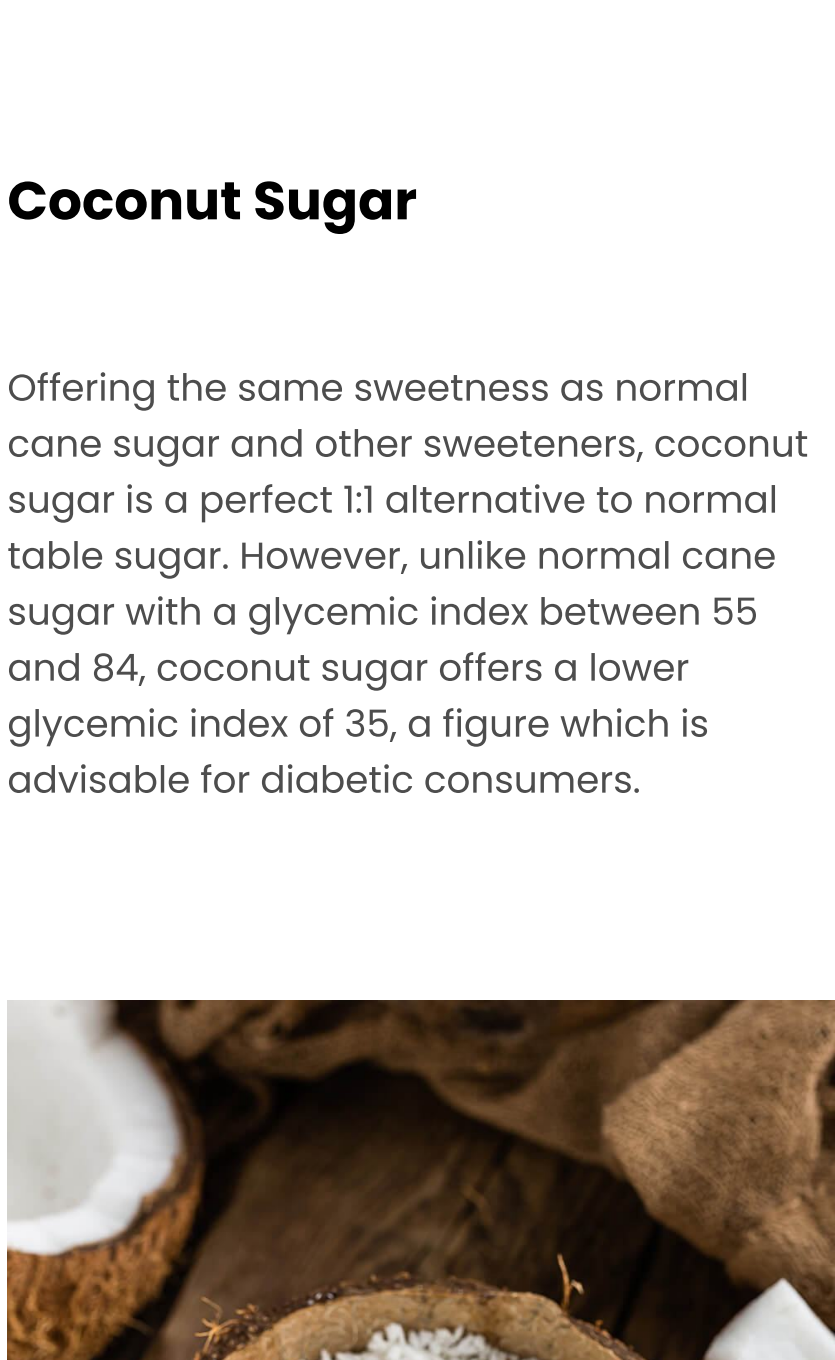 Coconut Sugar
Offering the same sweetness as normal
cane sugar and other sweeteners, coconut
sugar is a perfect 1:1 alternative to normal
table sugar. However, unlike normal cane
sugar with a glycemic index between 55
and 84, coconut sugar offers a lower
glycemic index of 35, a figure which is
advisable for diabetic consumers.